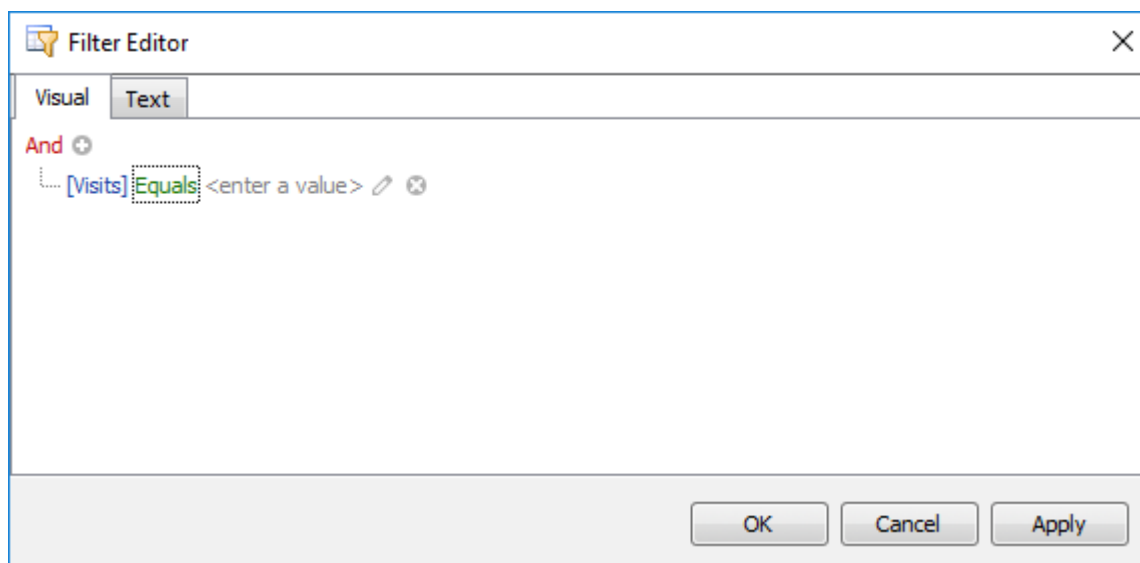 Filter Editor
Visual Text
And
[Visits] Equals <enter a value>
OK Cancel Apply